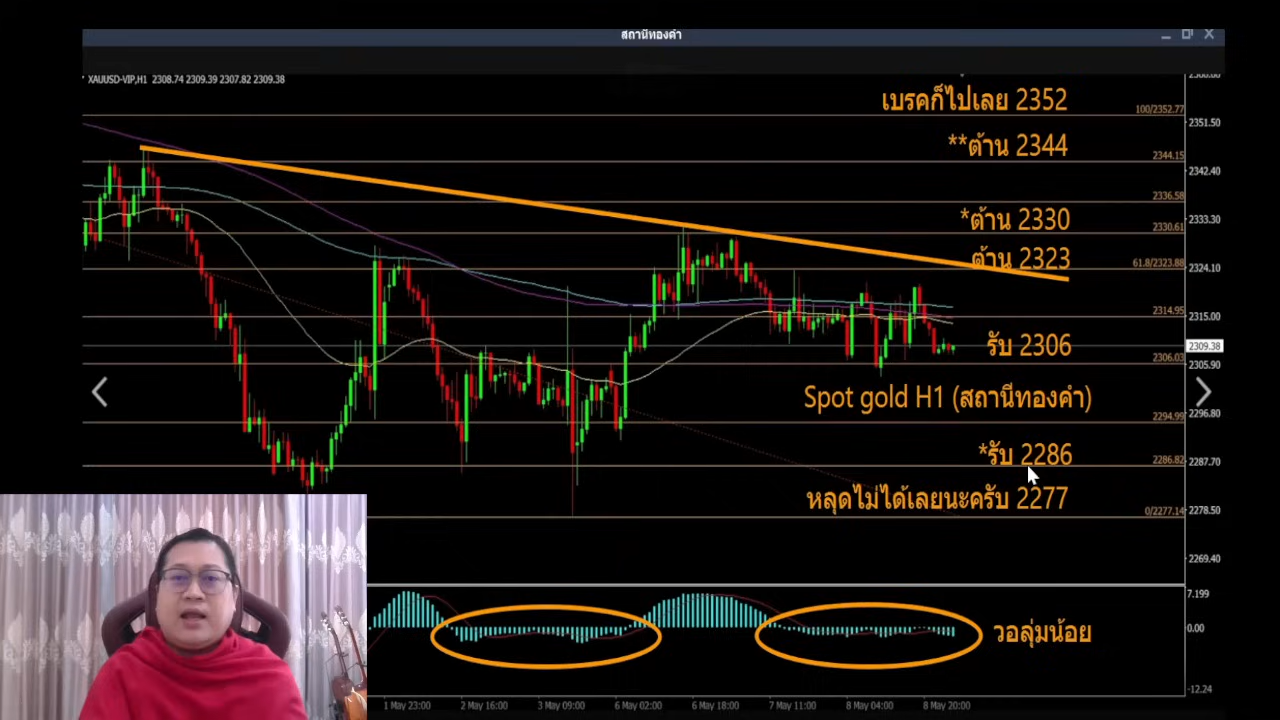 สถานีทองคำ
XAUUSD-VIP,H1 2308.74 2309.39 2307.82 2309.38
เบรคก็ไปเลย 2352
100/2352.77
2351.50
**ต้าน 2344
2344.15
2342.40
2336.58
*ต้าน 2330
2333.30
2330.61
ต้าน 2323
61.8/2323.88
2324.10
2314.95
2315.00
รับ 2306
2309.38
2306.03
2305.90
Spot gold H1 (สถานีทองคำ)
2294.99
2296.80
*รับ 2286
2286.82
2287.70
หลุดไม่ได้เลยนะครับ 2277
0/2277.14
2278.50
2269.40
7.199
วอลุ่มน้อย
0.00
-12.24
1 May 23:00 2 May 16:00 3 May 09:00 6 May 02:00 6 May 18:00 7 May 11:00 8 May 04:00 8 May 20:00